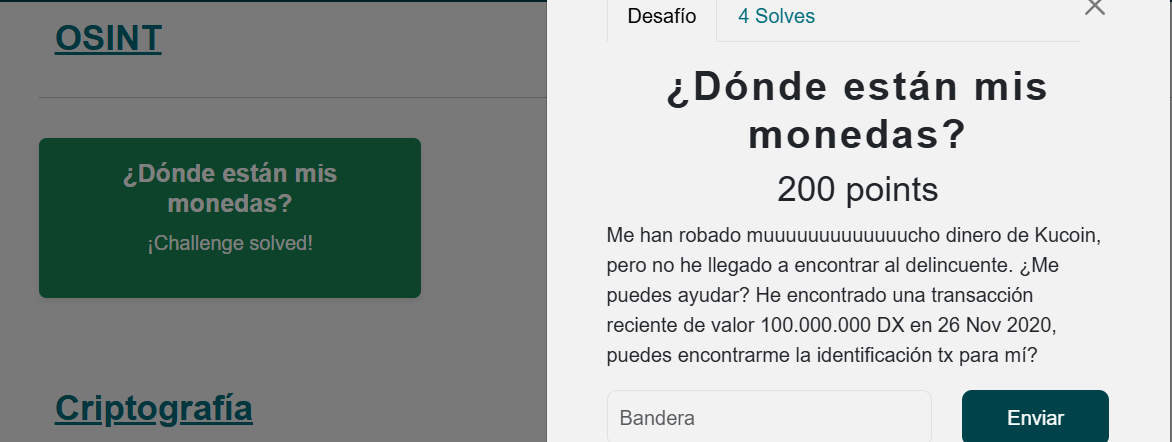 OSINT
¿Dónde están mis
monedas?
¡Challenge solved!
Criptografía
Desafío
4 Solves
¿Dónde están mis
monedas?
200 points
Me han robado muuuuuuuuuuuuucho dinero de Kucoin,
pero no he llegado a encontrar al delincuente. ¿Me
puedes ayudar? He encontrado una transacción
reciente de valor 100.000.000 DX en 26 Nov 2020,
puedes encontrarme la identificación tx para mí?
Bandera
Enviar